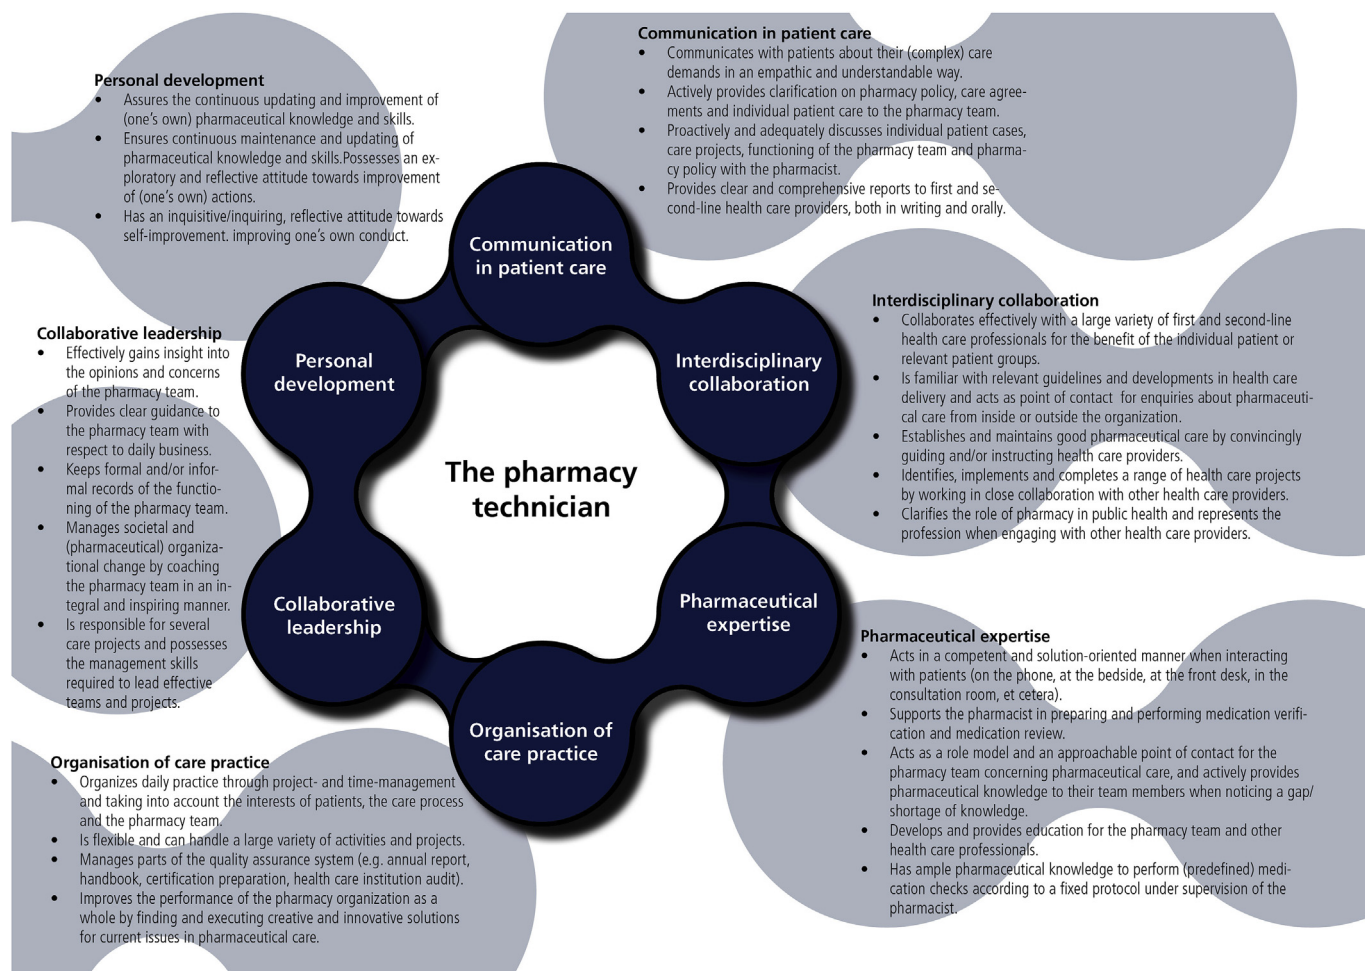 Communication in patient care
• Communicates with patients about their (complex) care
demands in an empathic and understandable way.
• Actively provides clarification on pharmacy policy, care agree-
ments and individual patient care to the pharmacy team.
• Proactively and adequately discusses individual patient cases,
care projects, functioning of the pharmacy team and pharma-
cy policy with the pharmacist.
• Provides clear and comprehensive reports to first and se-
cond-line health care providers, both in writing and orally.
Personal development
• Assures the continuous updating and improvement of
(one's own) pharmaceutical knowledge and skills.
• Ensures continuous maintenance and updating of
pharmaceutical knowledge and skills.Possesses an ex-
ploratory and reflective attitude towards improvement
of (one's own) actions.
• Has an inquisitive/inquiring, reflective attitude towards
self-improvement. improving one's own conduct.
Communication
in patient care
Interdisciplinary
collaboration
Pharmaceutical
expertise
Organisation of
care practice
Collaborative
leadership
Personal
development
The pharmacy
technician
Interdisciplinary collaboration
• Collaborates effectively with a large variety of first and second-line
health care professionals for the benefit of the individual patient or
relevant patient groups.
• Is familiar with relevant guidelines and developments in health care
delivery and acts as point of contact for enquiries about pharmaceuti-
cal care from inside or outside the organization.
• Establishes and maintains good pharmaceutical care by convincingly
guiding and/or instructing health care providers.
• Identifies, implements and completes a range of health care projects
by working in close collaboration with other health care providers.
• Clarifies the role of pharmacy in public health and represents the
profession when engaging with other health care providers.
Collaborative leadership
• Effectively gains insight into
the opinions and concerns
of the pharmacy team.
• Provides clear guidance to
the pharmacy team with
respect to daily business.
• Keeps formal and/or infor-
mal records of the functio-
ning of the pharmacy team.
• Manages societal and
(pharmaceutical) organiza-
tional change by coaching
the pharmacy team in an in-
tegral and inspiring manner.
• Is responsible for several
care projects and possesses
the management skills
required to lead effective
teams and projects.
Pharmaceutical expertise
• Acts in a competent and solution-oriented manner when interacting
with patients (on the phone, at the bedside, at the front desk, in the
consultation room, et cetera).
• Supports the pharmacist in preparing and performing medication verifi-
cation and medication review.
• Acts as a role model and an approachable point of contact for the
pharmacy team concerning pharmaceutical care, and actively provides
pharmaceutical knowledge to their team members when noticing a gap/
shortage of knowledge.
• Develops and provides education for the pharmacy team and other
health care professionals.
• Has ample pharmaceutical knowledge to perform (predefined) medi-
cation checks according to a fixed protocol under supervision of the
pharmacist.
Organisation of care practice
• Organizes daily practice through project- and time-management
and taking into account the interests of patients, the care process
and the pharmacy team.
• Is flexible and can handle a large variety of activities and projects.
• Manages parts of the quality assurance system (e.g. annual report,
handbook, certification preparation, health care institution audit).
• Improves the performance of the pharmacy organization as a
whole by finding and executing creative and innovative solutions
for current issues in pharmaceutical care.